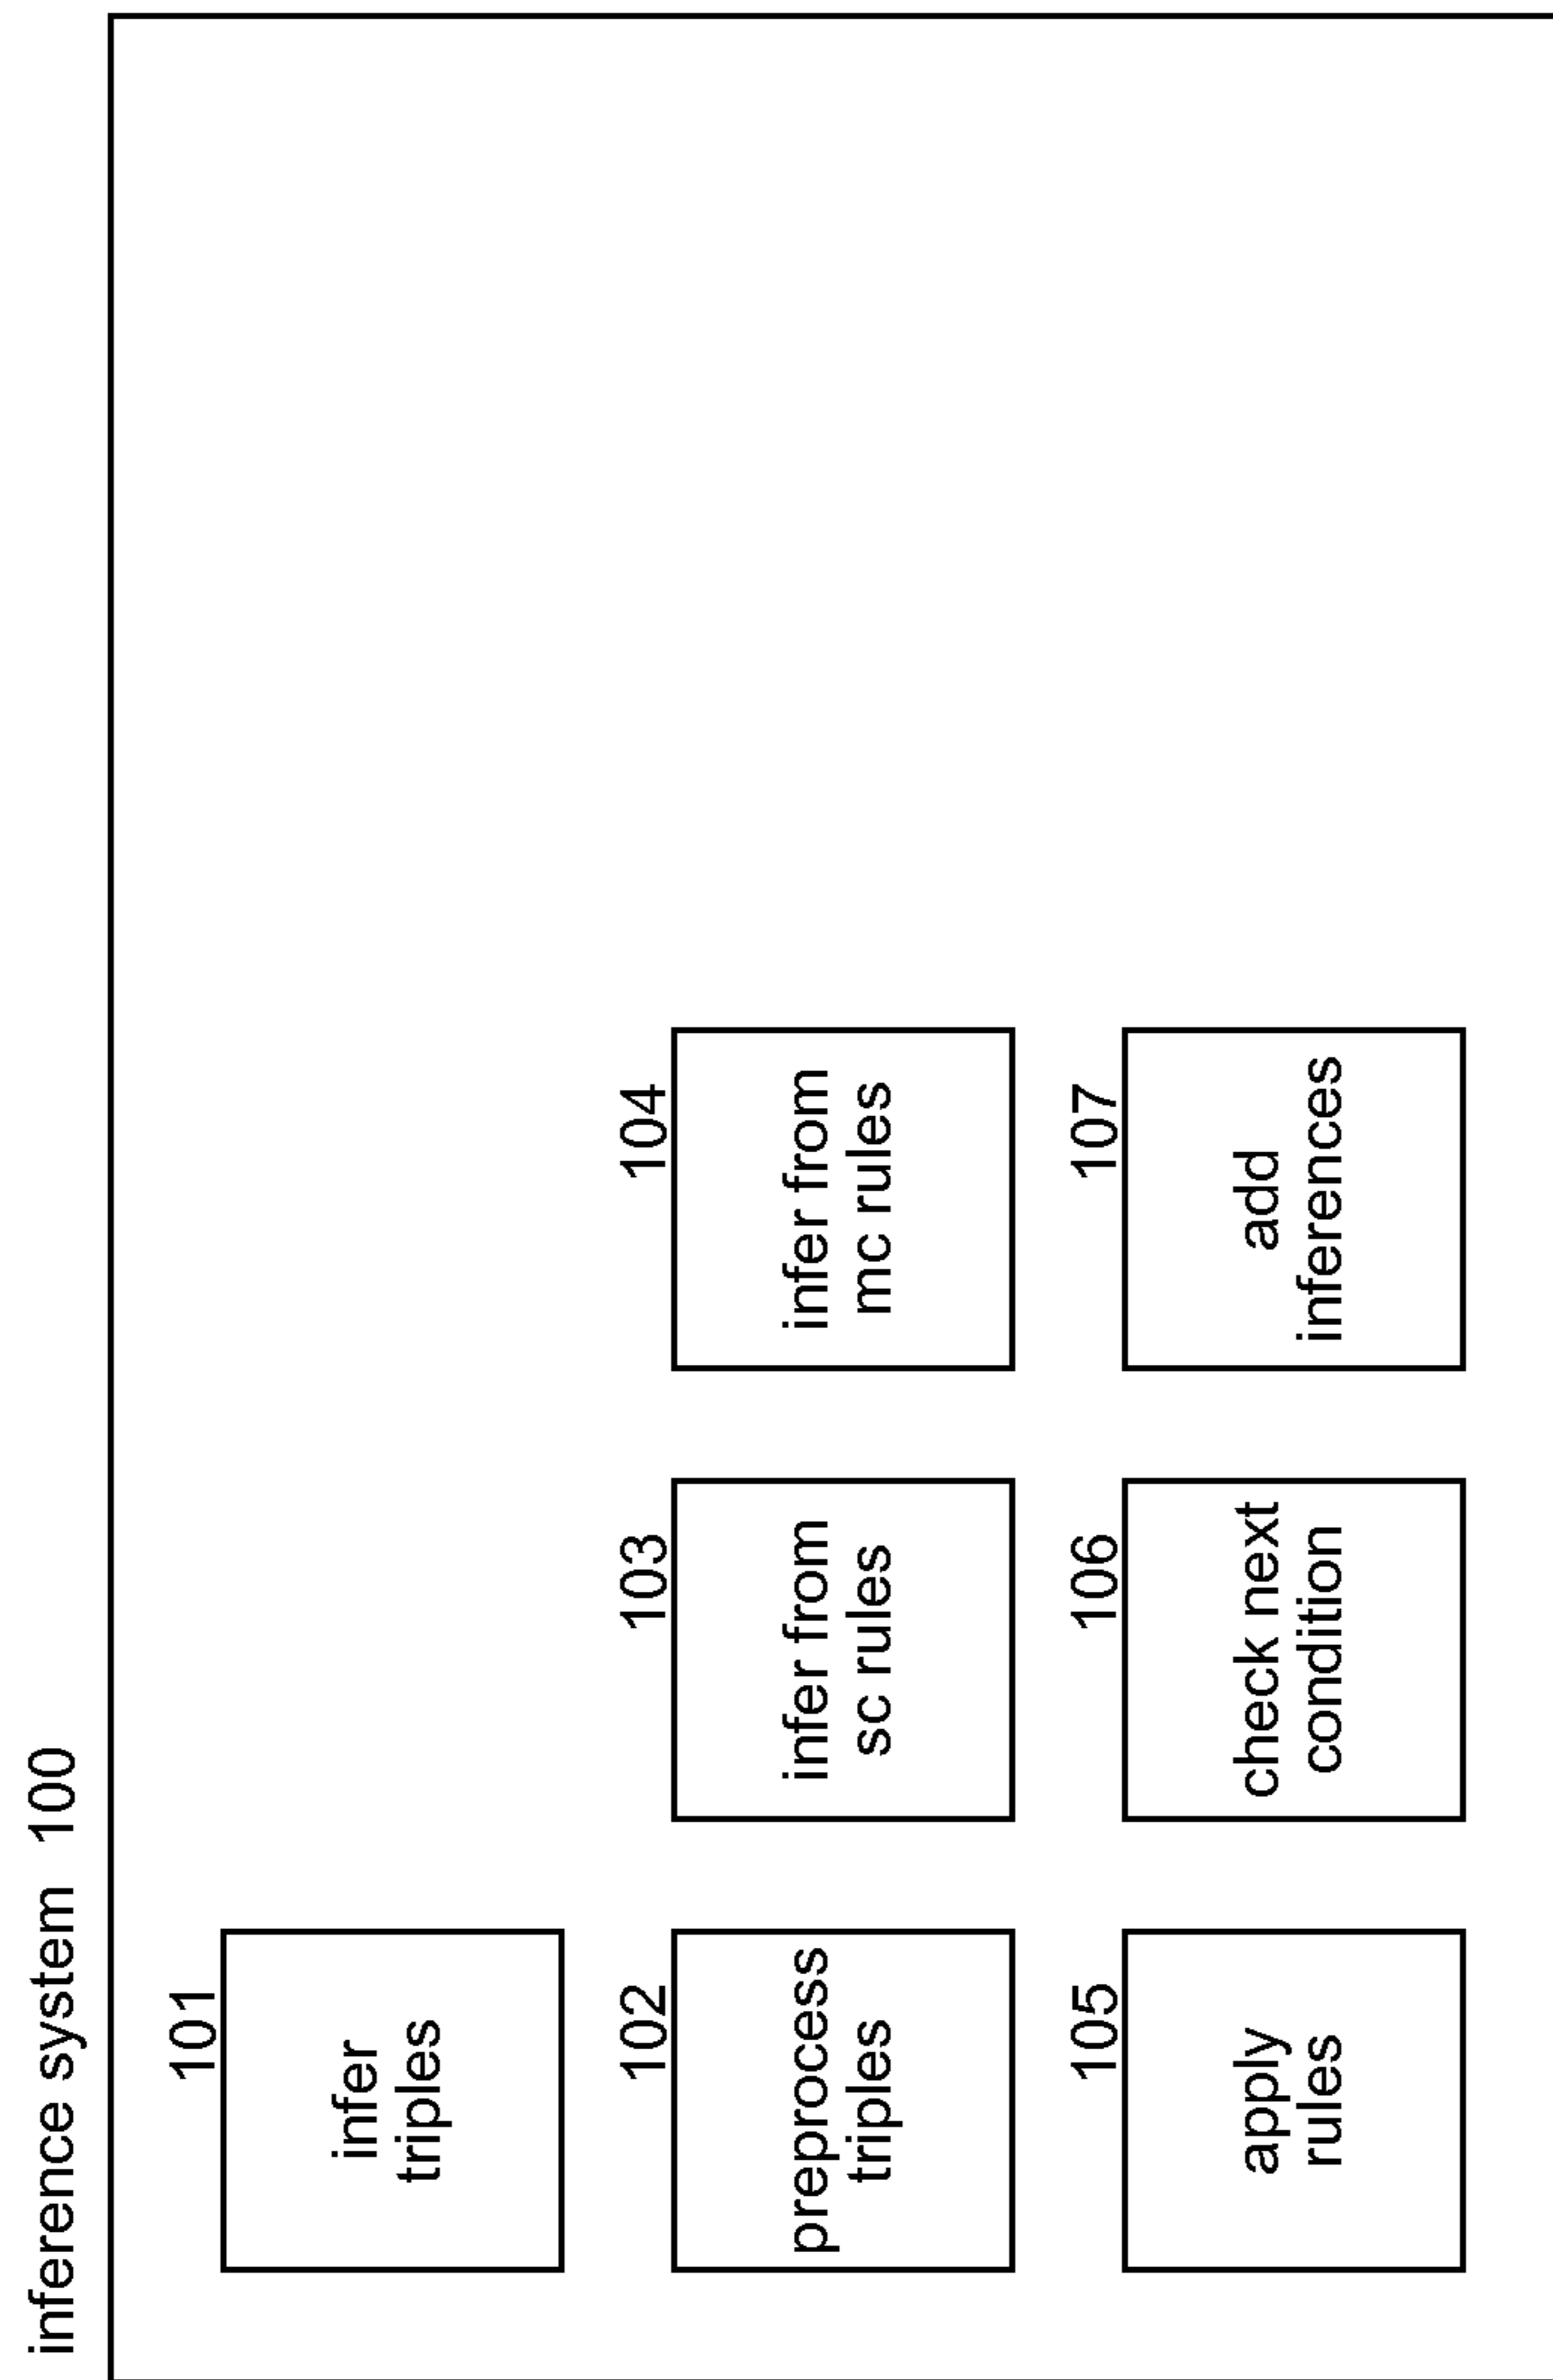 inference system 100
101
infer
triples
102
preprocess
triples
103
infer from
sc rules
104
infer from
mc rules
105
apply
rules
106
check next
condition
107
add
inferences